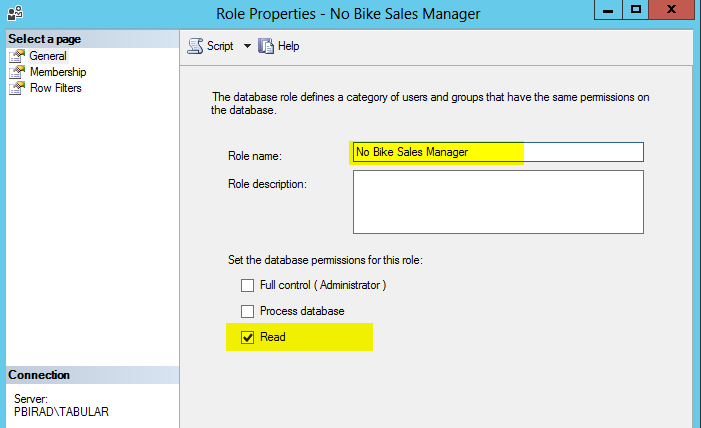 Role Properties - No Bike Sales Manager
X
Select a page
General
Membership
Row Filters
Script
Help
The database role defines a category of users and groups that have the same permissions on
the database.
Role name:
No Bike Sales Manager
Role description:
Set the database permissions for this role:
Full control ( Administrator )
Process database
Read
Connection
Server:
PBIRAD\TABULAR